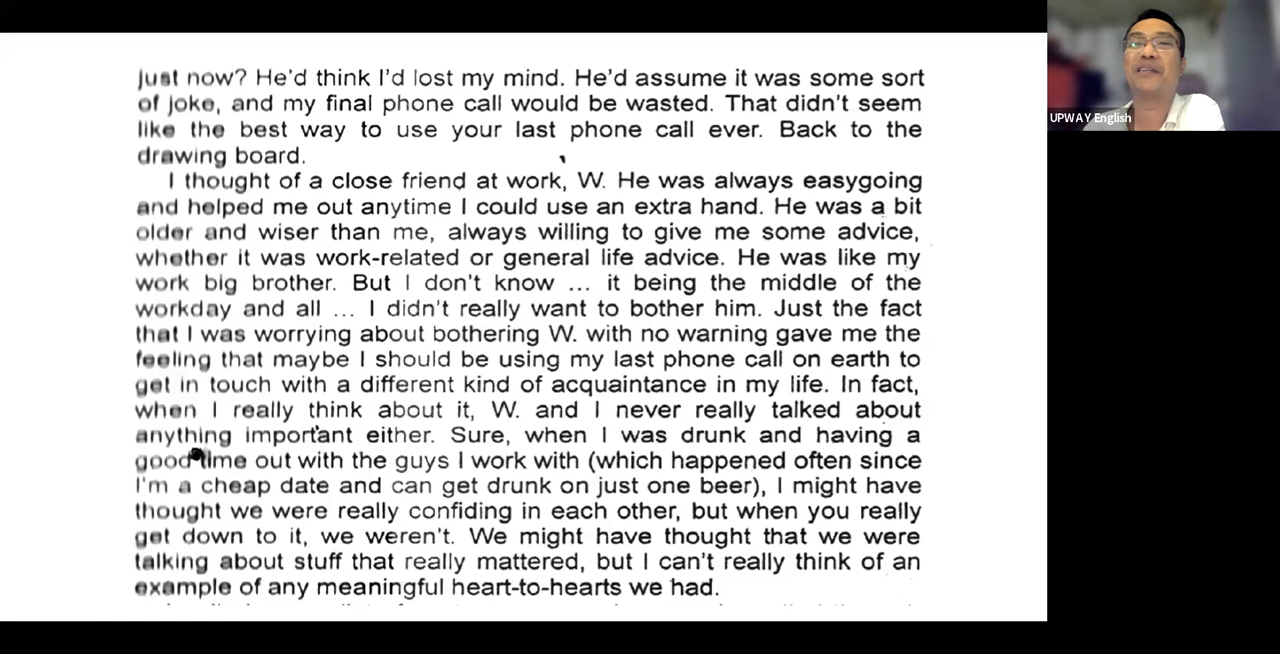 just now? He'd think I'd lost my mind. He'd assume it was some sort
of joke, and my final phone call would be wasted. That didn't seem
like the best way to use your last phone call ever. Back to the
drawing board.
I thought of a close friend at work, W. He was always easygoing
and helped me out anytime I could use an extra hand. He was a bit
older and wiser than me, always willing to give me some advice,
whether it was work-related or general life advice. He was like my
work big brother. But I don't know ... it being the middle of the
workday and all ... I didn't really want to bother him. Just the fact
that I was worrying about bothering W. with no warning gave me the
feeling that maybe I should be using my last phone call on earth to
get in touch with a different kind of acquaintance in my life. In fact,
when I really think about it, W. and I never really talked about
anything important either. Sure, when I was drunk and having a
good time out with the guys I work with (which happened often since
I'm a cheap date and can get drunk on just one beer), I might have
thought we were really confiding in each other, but when you really
get down to it, we weren't. We might have thought that we were
talking about stuff that really mattered, but I can't really think of an
example of any meaningful heart-to-hearts we had.
UPWAY English